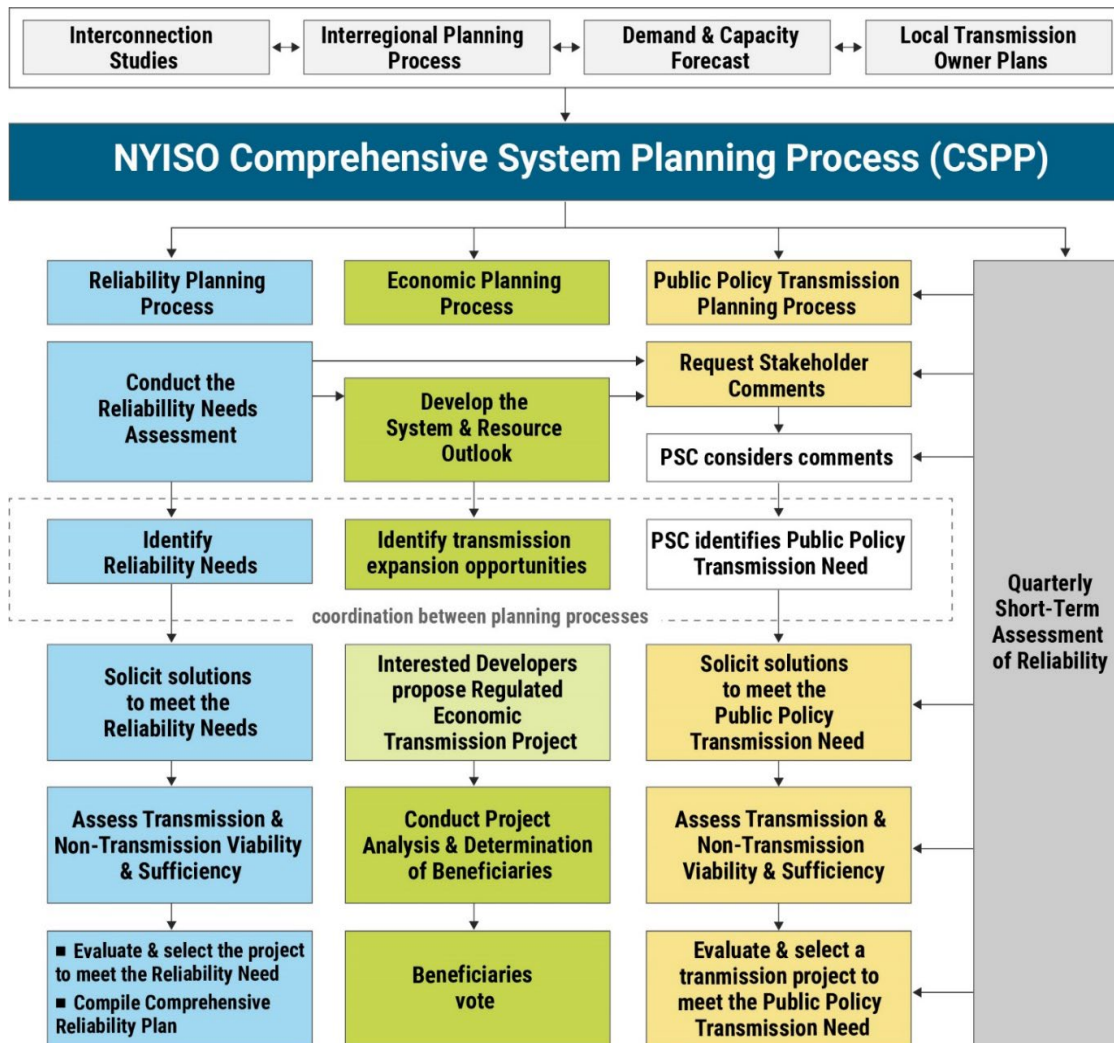 Interconnection
Studies
Interregional Planning
Process
Demand & Capacity
Forecast
Local Transmission
Owner Plans
NYISO Comprehensive System Planning Process (CSPP)
Reliability Planning
Process
Economic Planning
Process
Public Policy Transmission
Planning Process
Conduct the
Reliabillity Needs
Assessment
Develop the
System & Resource
Outlook
Request Stakeholder
Comments
PSC considers comments
Identify
Reliability Needs
Identify transmission
expansion opportunities
PSC identifies Public Policy
Transmission Need
coordination between planning processes
Quarterly
Short-Term
Assessment
of Reliability
Solicit solutions
to meet the
Reliability Needs
Interested Developers
propose Regulated
Economic
Transmission Project
Solicit solutions
to meet the
Public Policy
Transmission Need
Assess Transmission &
Non-Transmission Viability
& Sufficiency
Conduct Project
Analysis & Determination
of Beneficiaries
Assess Transmission &
Non-Transmission
Viability & Sufficiency
■ Evaluate & select the project
to meet the Reliability Need
■ Compile Comprehensive
Reliability Plan
Beneficiaries
vote
Evaluate & select a
tranmission project to
meet the Public Policy
Transmission Need